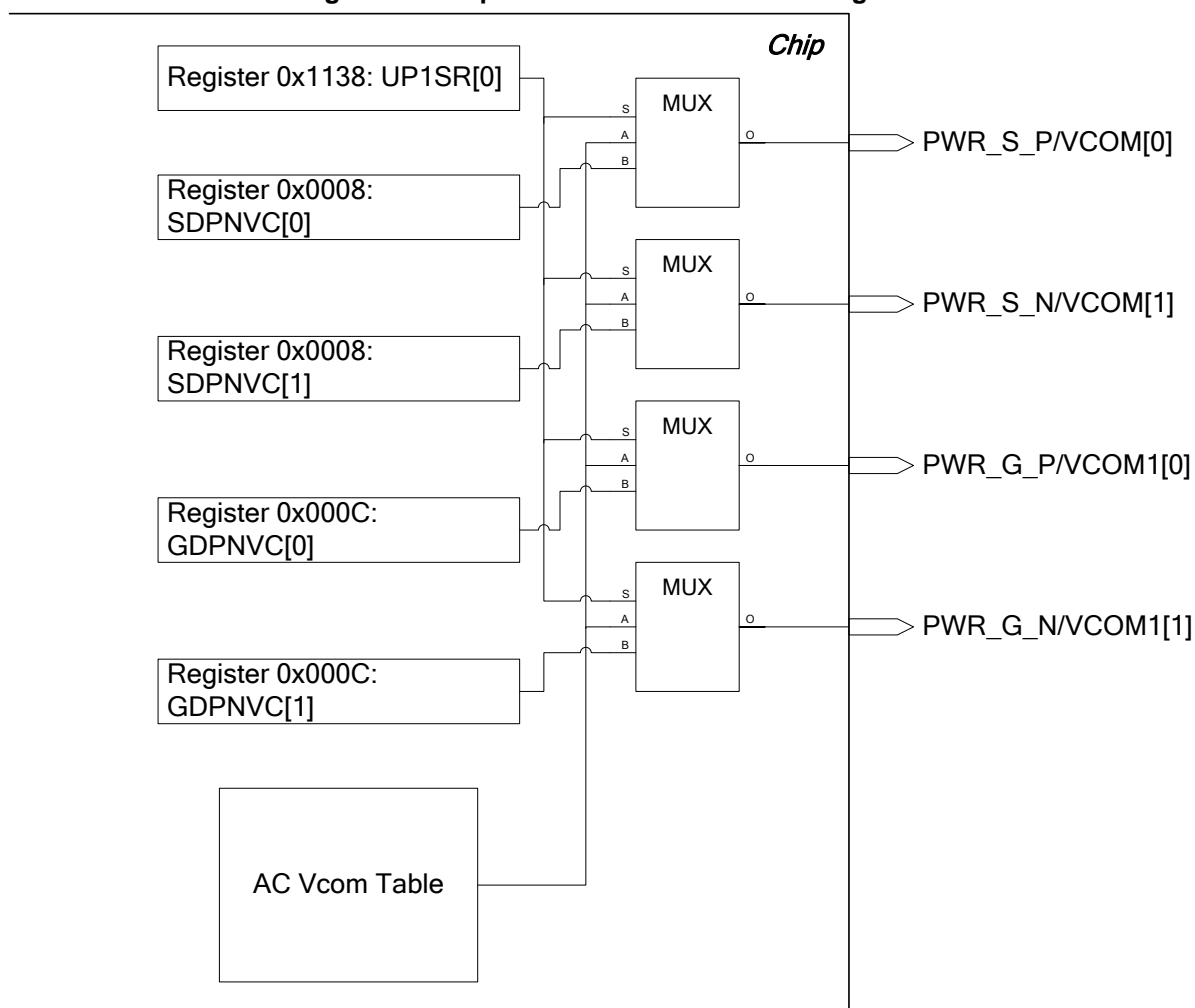 Chip
Register 0x1138: UP1SR[0]
MUX
S
A
B
O
PWR_S_P/VCOM[0]
Register 0x0008:
SDPNVC[0]
MUX
S
A
B
O
PWR_S_N/VCOM[1]
Register 0x0008:
SDPNVC[1]
MUX
S
A
B
O
PWR_G_P/VCOM1[0]
Register 0x000C:
GDPNVC[0]
MUX
S
A
B
O
PWR_G_N/VCOM1[1]
Register 0x000C:
GDPNVC[1]
AC Vcom Table